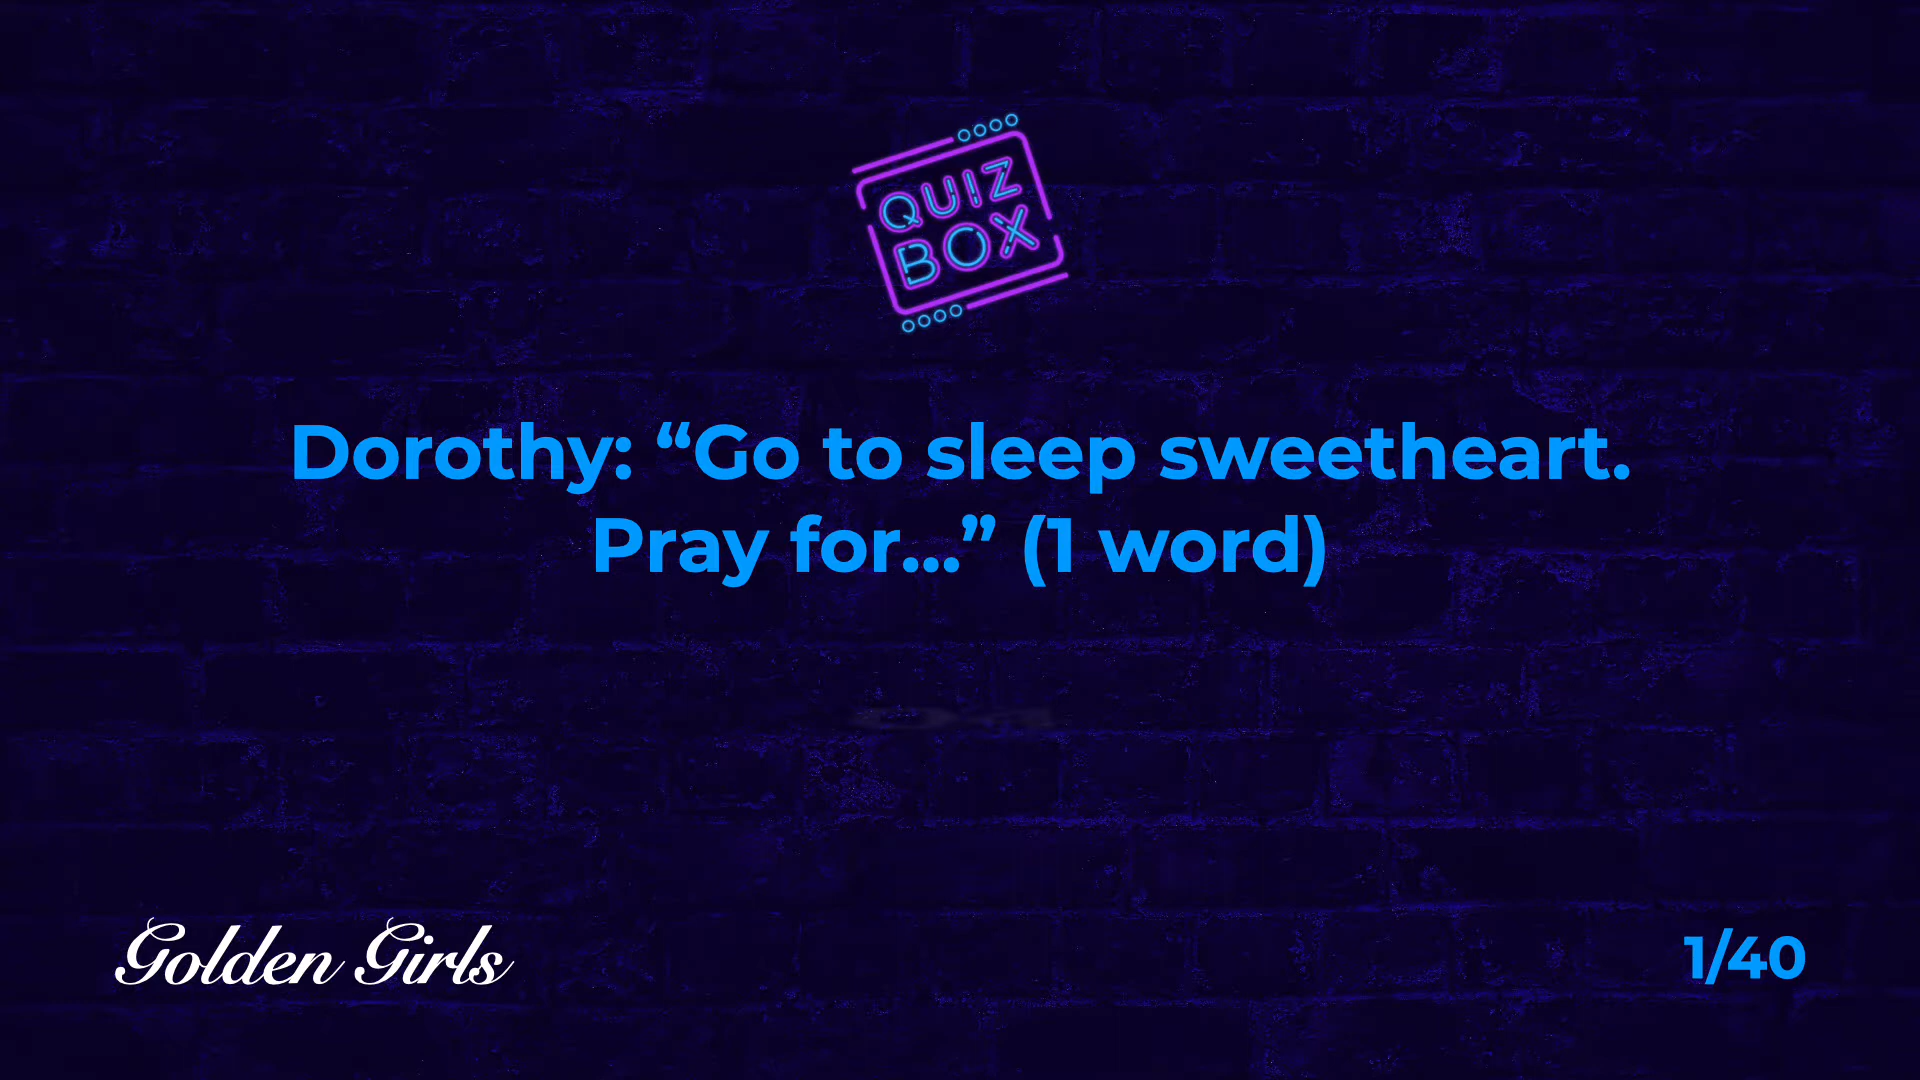 QUIZ
BOX
Dorothy: “Go to sleep sweetheart.
Pray for...” (1 word)
Golden Girls
1/40